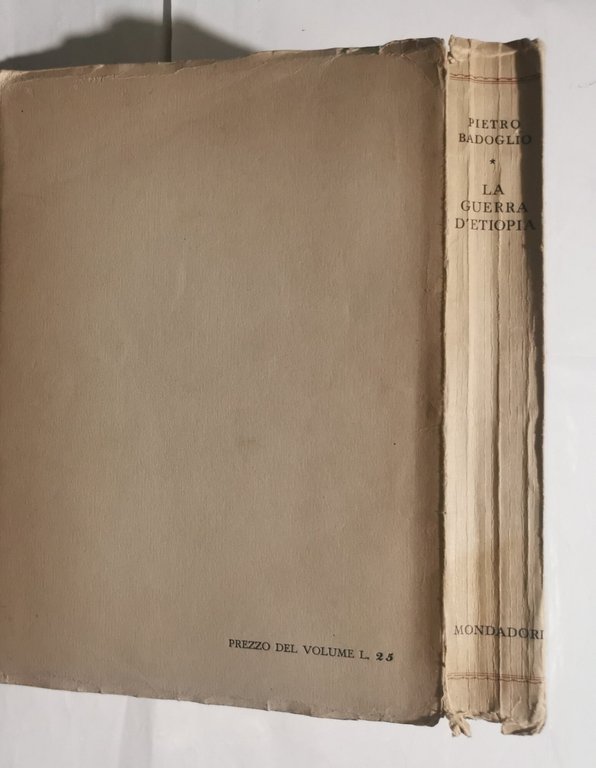 PIETRO
BADOGLIO
*
LA
GUERRA
D'ETIOPIA
MONDADORI
PREZZO DEL VOLUME L. 25